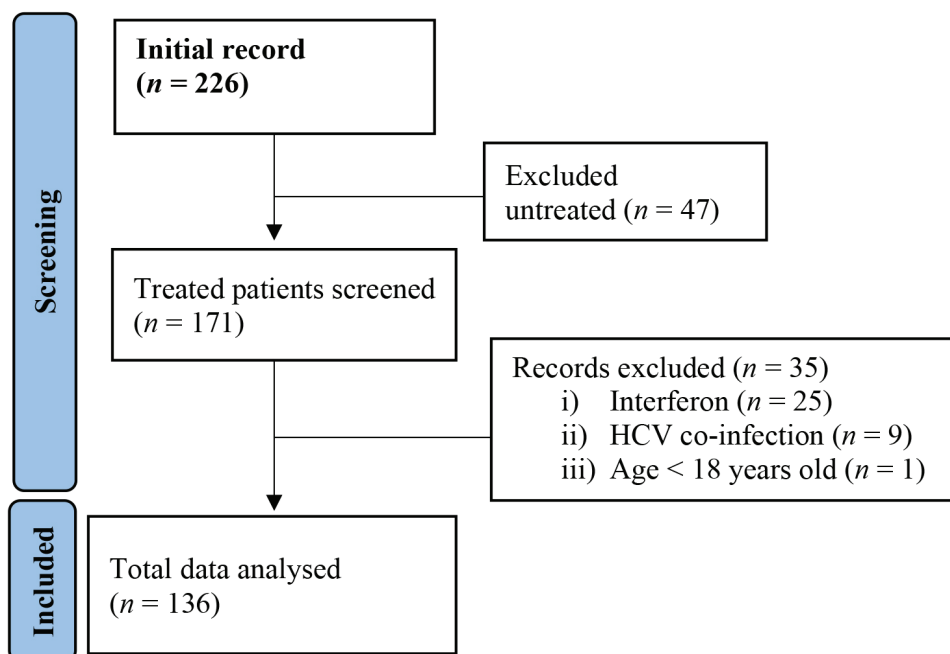 Screening
Initial record
(n = 226)
Excluded
untreated (n = 47)
Treated patients screened
(n = 171)
Records excluded (n = 35)
i) Interferon (n = 25)
ii) HCV co-infection (n = 9)
iii) Age < 18 years old (n = 1)
Included
Total data analysed
(n = 136)